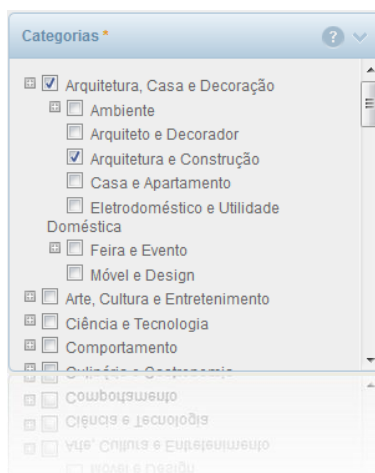 Categorias *
?
Arquitetura, Casa e Decoração
Ambiente
Arquiteto e Decorador
Arquitetura e Construção
Casa e Apartamento
Eletrodoméstico e Utilidade
Doméstica
Feira e Evento
Móvel e Design
Arte, Cultura e Entretenimento
Ciência e Tecnologia
Comportamento